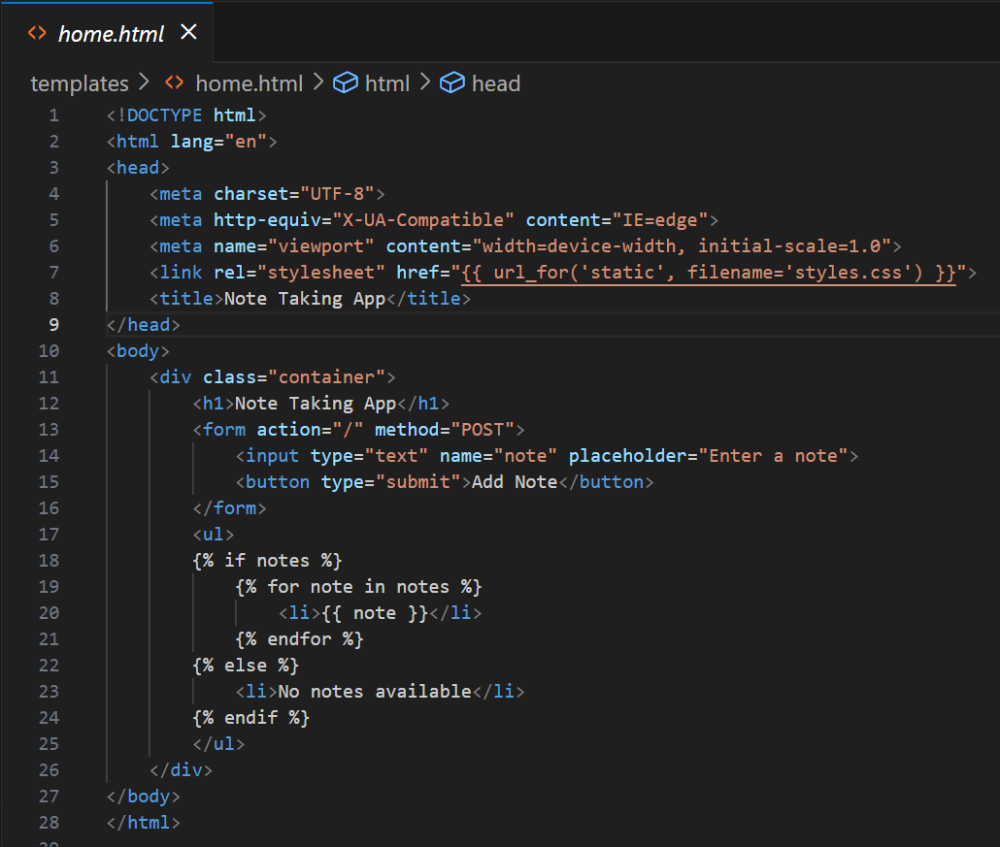 home.html
templates > home.html > html > head
1 <!DOCTYPE html>
2 <html lang="en">
3 <head>
4     <meta charset="UTF-8">
5     <meta http-equiv="X-UA-Compatible" content="IE=edge">
6     <meta name="viewport" content="width=device-width, initial-scale=1.0">
7     <link rel="stylesheet" href="{{ url_for('static', filename='styles.css') }}">
8     <title>Note Taking App</title>
9 </head>
10 <body>
11     <div class="container">
12         <h1>Note Taking App</h1>
13         <form action="/" method="POST">
14             <input type="text" name="note" placeholder="Enter a note">
15             <button type="submit">Add Note</button>
16         </form>
17         <ul>
18         {% if notes %}
19             {% for note in notes %}
20                 <li>{{ note }}</li>
21             {% endfor %}
22         {% else %}
23             <li>No notes available</li>
24         {% endif %}
25         </ul>
26     </div>
27 </body>
28 </html>